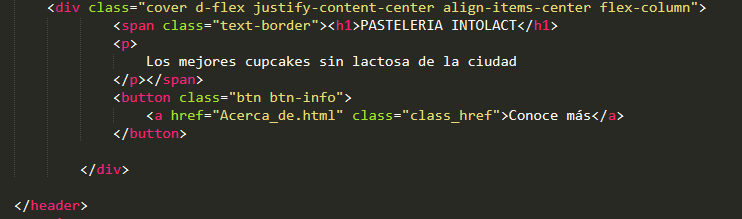 <div class="cover d-flex justify-content-center align-items-center flex-column">
<span class="text-border"><h1>PASTELERIA INTOLACT</h1>
<p>
Los mejores cupcakes sin lactosa de la ciudad
</p></span>
<button class="btn btn-info">
<a href="Acerca_de.html" class="class_href">Conoce más</a>
</button>
</div>
</header>